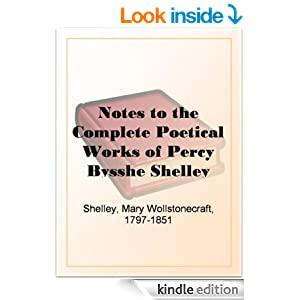 Look inside
Notes to the
Complete Poetical
Works of Percy
Bysshe Shelley
Shelley, Mary Wollstonecraft,
1797-1851
kindle edition